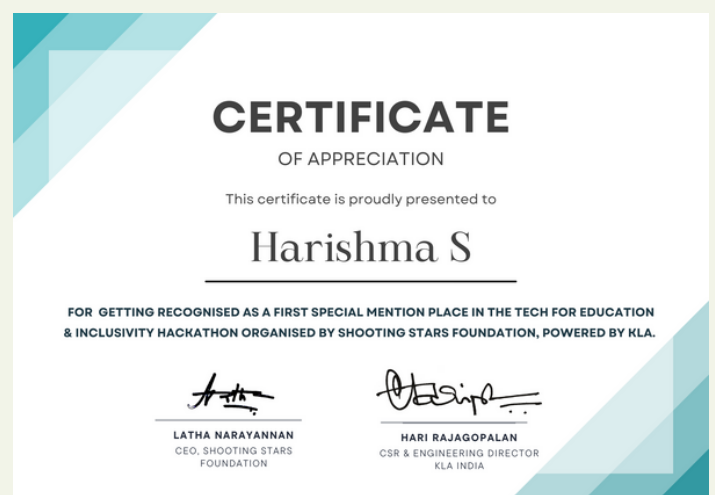 CERTIFICATE
OF APPRECIATION
This certificate is proudly presented to
Harishma S
FOR GETTING RECOGNISED AS A FIRST SPECIAL MENTION PLACE IN THE TECH FOR EDUCATION
& INCLUSIVITY HACKATHON ORGANISED BY SHOOTING STARS FOUNDATION, POWERED BY KLA.
LATHA NARAYANNAN
CEO, SHOOTING STARS
FOUNDATION
HARI RAJAGOPALAN
CSR & ENGINEERING DIRECTOR
KLA INDIA